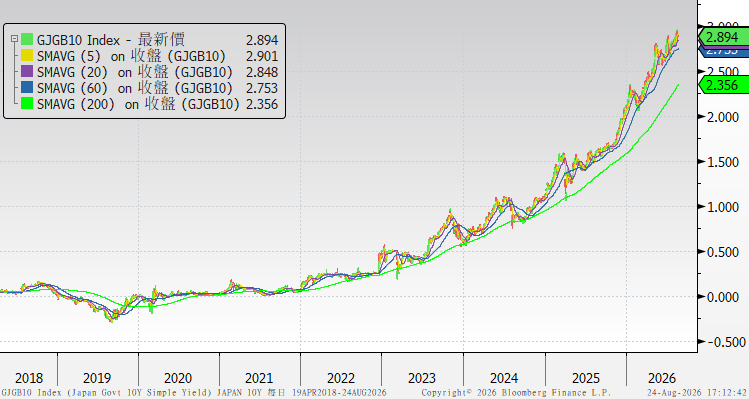 GJGB10 Index - 最新價 2.894
SMAVG (5) on 收盤 (GJGB10) 2.901
SMAVG (20) on 收盤 (GJGB10) 2.848
SMAVG (60) on 收盤 (GJGB10) 2.753
SMAVG (200) on 收盤 (GJGB10) 2.356
3.000
2.894
2.753
2.500
2.356
2.000
1.500
1.000
0.500
0.000
-0.500
2018 2019 2020 2021 2022 2023 2024 2025 2026
GJGB10 Index (Japan Govt 10Y Simple Yield) JAPAN 10Y 每日 19APR2018-24AUG2026 Copyright© 2026 Bloomberg Finance L.P. 24-Aug-2026 17:12:42